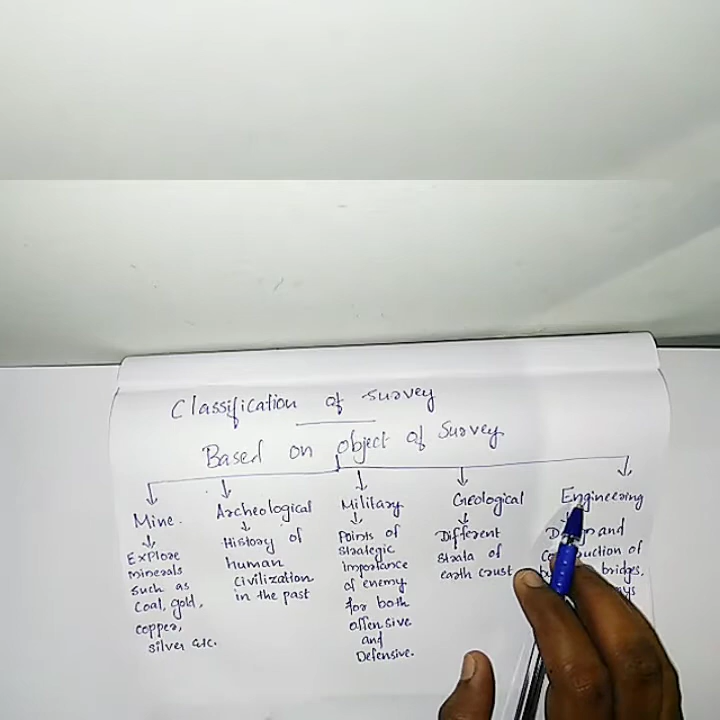 Classification of Survey
Based on object of Survey
Mine.
Explore
minerals
such as
Coal, gold,
copper,
silver etc.
Archeological
History of
human
civilization
in the past
Military
Points of
strategic
importance
of enemy
for both
offensive
and
Defensive.
Geological
Different
strata of
earth crust
Engineering
and
of
bridges,